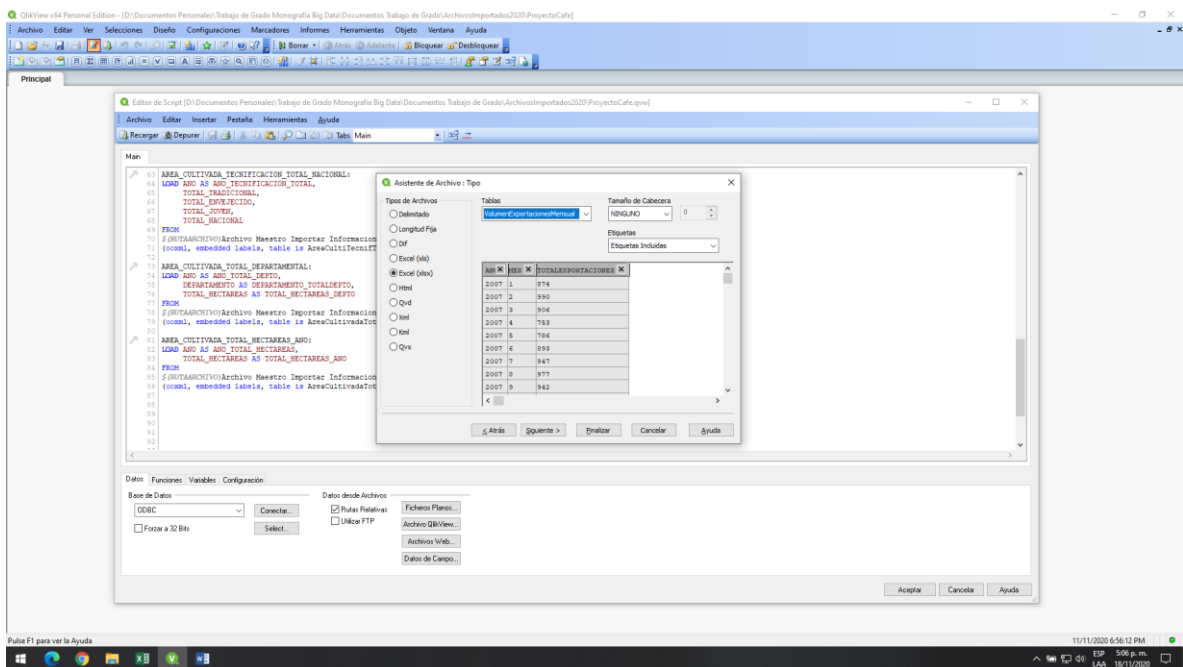 QlikView x64 Personal Edition - [D:\Documentos Personales\Trabajo de Grado Monografia Big Data\Documentos Trabajo de Grado\ArchivosImportados2020\ProyectoCafe]
Archivo Editar Ver Selecciones Diseño Configuraciones Marcadores Informes Herramientas Objeto Ventana Ayuda
Borrar Atrás Adelante Bloquear Desbloquear
Principal
Editor de Script [D:\Documentos Personales\Trabajo de Grado Monografia Big Data\Documentos Trabajo de Grado\ArchivosImportados2020\ProyectoCafe.qvw]
Archivo Editar Insertar Pestaña Herramientas Ayuda
Recargar Depurar Tabs Main
Main
63 AREA_CULTIVADA_TECNIFICACION_TOTAL_NACIONAL:
64 LOAD ANO AS ANO_TECNIFICACION_TOTAL,
65 TOTAL_TRADICIONAL,
66 TOTAL_ENVEJECIDO,
67 TOTAL_JOVEN,
68 TOTAL_NACIONAL
69 FROM
70 $(RUTAARCHIVO)Archivo Maestro Importar Informacion
71 (ooxml, embedded labels, table is AreaCultiTecnifT
72
73 AREA_CULTIVADA_TOTAL_DEPARTAMENTAL:
74 LOAD ANO AS ANO_TOTAL_DEPTO,
75 DEPARTAMENTO AS DEPARTAMENTO_TOTALDEPTO,
76 TOTAL_HECTAREAS AS TOTAL_HECTAREAS_DEPTO
77 FROM
78 $(RUTAARCHIVO)Archivo Maestro Importar Informacion
79 (ooxml, embedded labels, table is AreaCultivadaTot
80
81 AREA_CULTIVADA_TOTAL_HECTAREAS_ANO:
82 LOAD ANO AS ANO_TOTAL_HECTAREAS,
83 TOTAL_HECTAREAS AS TOTAL_HECTAREAS_ANO
84 FROM
85 $(RUTAARCHIVO)Archivo Maestro Importar Informacion
86 (ooxml, embedded labels, table is AreaCultivadaTot
87
88
89
90
91
92
Asistente de Archivo : Tipo
Tipos de Archivos
Delimitado
Longitud Fija
Dif
Excel (xls)
Excel (xlsx)
Html
Qvd
Xml
Kml
Qvx
Tablas
VolumenExportacionesMensual
Tamaño de Cabecera
NINGUNO 0
Etiquetas
Etiquetas Incluidas
MES TOTALEXPORTACIONES
2007 1 874
2007 2 990
2007 3 906
2007 4 753
2007 5 786
2007 6 893
2007 7 947
2007 8 977
2007 9 942
< Atrás Siguiente > Finalizar Cancelar Ayuda
Datos Funciones Variables Configuración
Base de Datos
ODBC Conectar...
Forzar a 32 Bits Select...
Datos desde Archivos
Rutas Relativas Ficheros Planos...
Utilizar FTP Archivo QlikView...
Archivos Web...
Datos de Campo...
Aceptar Cancelar Ayuda
Pulse F1 para ver la Ayuda
11/11/2020 6:56:12 PM
ESP 5:06 p. m.
LAA 18/11/2020